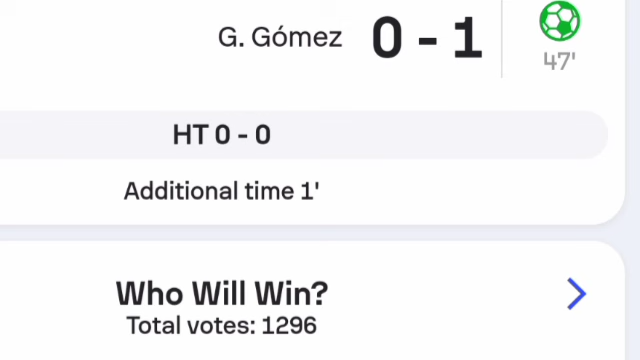 G. Gómez 0 - 1
47'
HT 0 - 0
Additional time 1'
Who Will Win?
Total votes: 1296